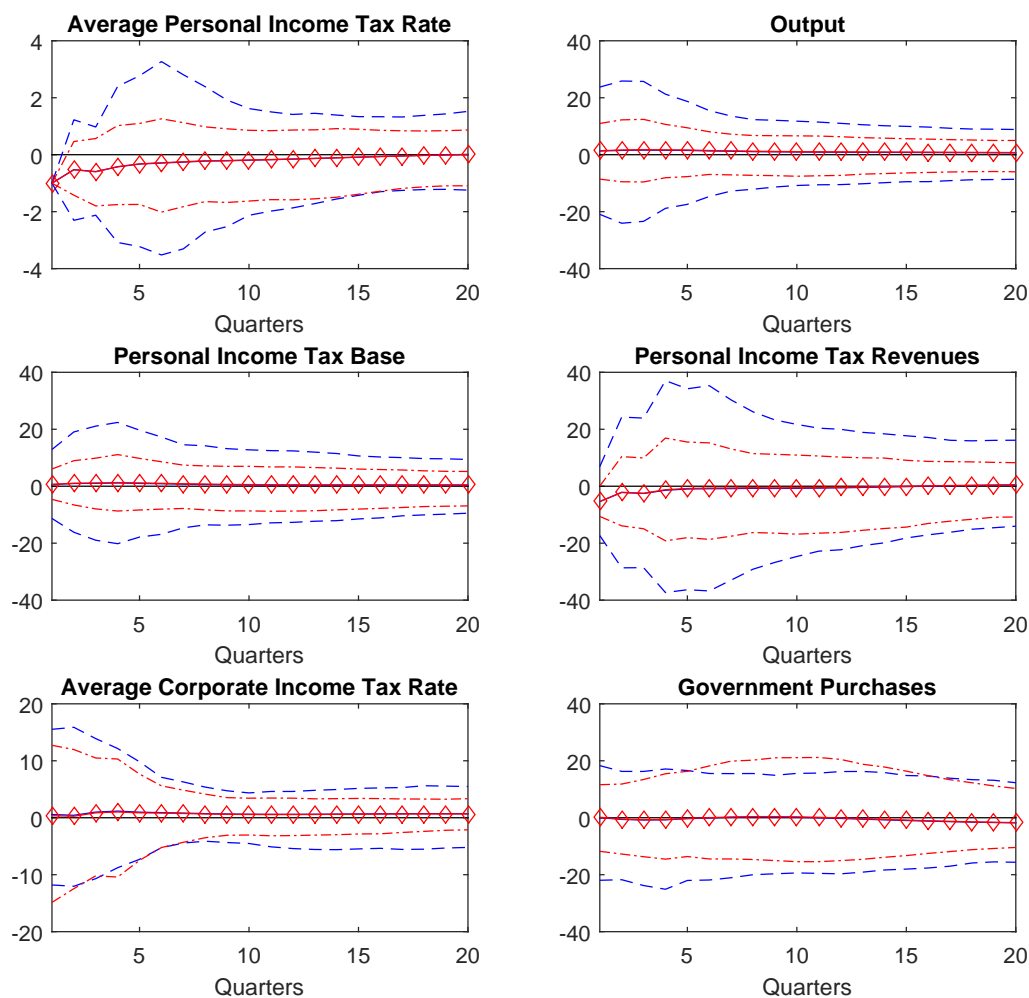 Average Personal Income Tax Rate
4
2
0
-2
-4
5 10 15 20
Quarters
Output
40
20
0
-20
-40
5 10 15 20
Quarters
Personal Income Tax Base
40
20
0
-20
-40
5 10 15 20
Quarters
Personal Income Tax Revenues
40
20
0
-20
-40
5 10 15 20
Quarters
Average Corporate Income Tax Rate
20
10
0
-10
-20
5 10 15 20
Quarters
Government Purchases
40
20
0
-20
-40
5 10 15 20
Quarters